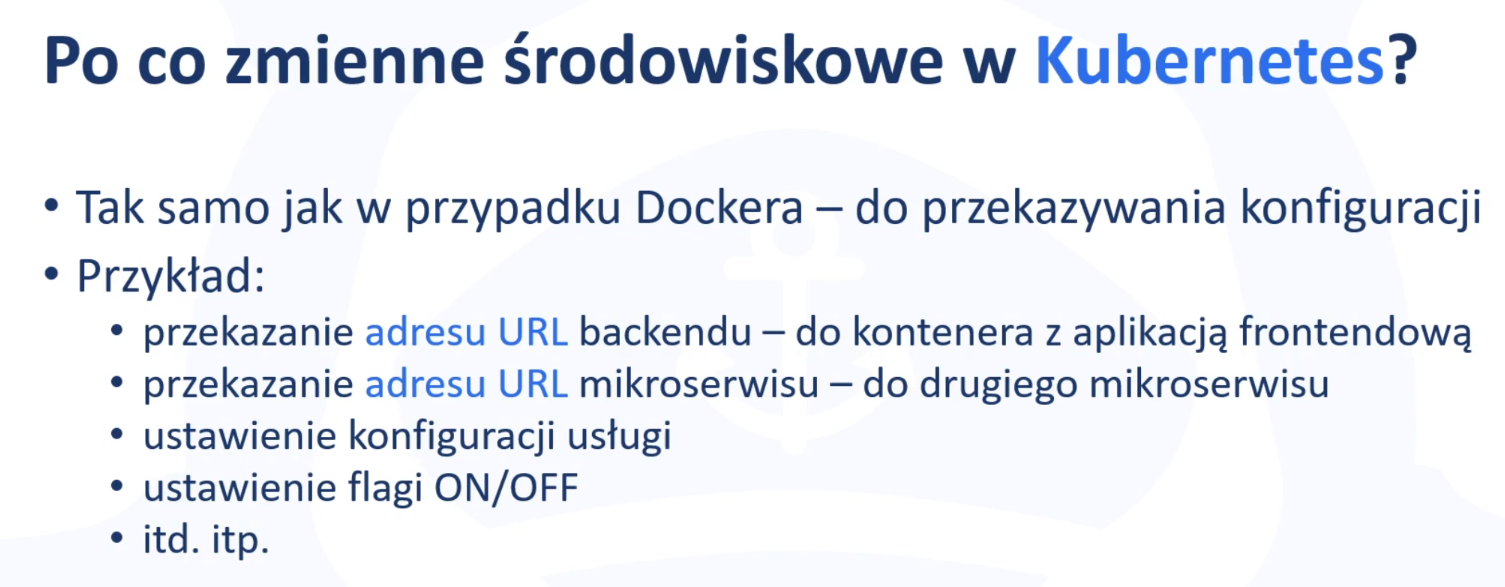 Po co zmienne środowiskowe w Kubernetes?
• Tak samo jak w przypadku Dockera – do przekazywania konfiguracji
• Przykład:
• przekazanie adresu URL backendu – do kontenera z aplikacją frontendową
• przekazanie adresu URL mikroserwisu – do drugiego mikroserwisu
• ustawienie konfiguracji usługi
• ustawienie flagi ON/OFF
• itd. itp.